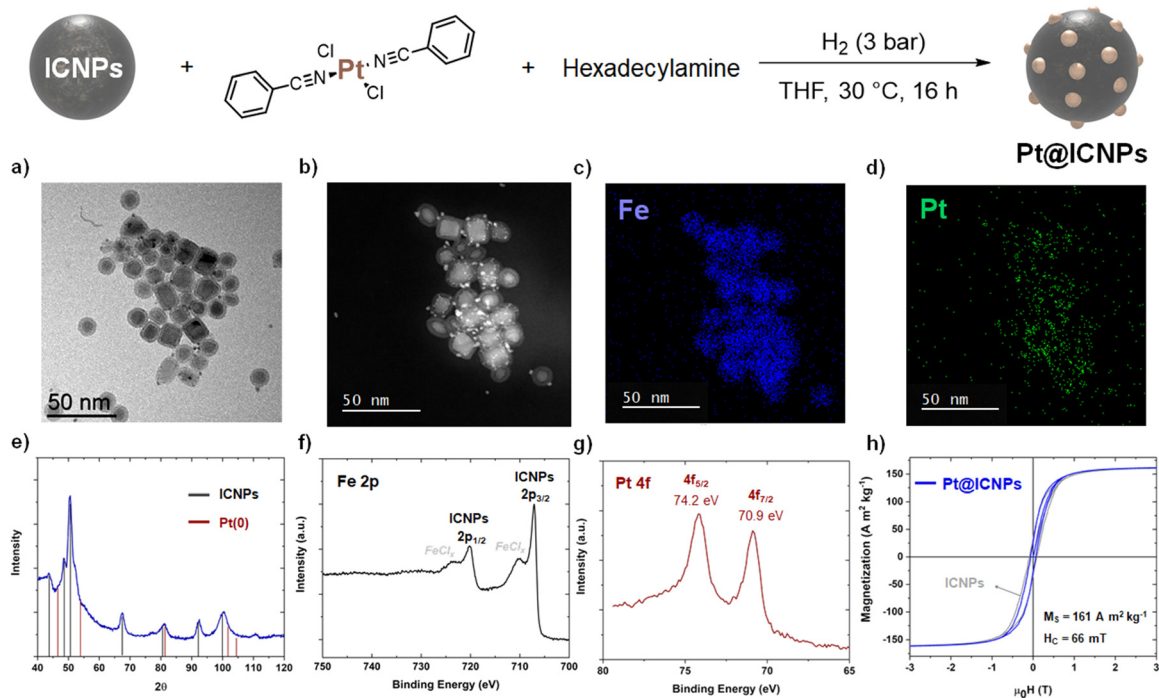 ICNPs
+
Cl
N≡C
Pt
C≡N
Cl
+
Hexadecylamine
H₂ (3 bar)
THF, 30 °C, 16 h
Pt@ICNPs
a)
50 nm
b)
50 nm
c)
Fe
50 nm
d)
Pt
50 nm
e)
ICNPs
Pt(0)
Intensity
40 50 60 70 80 90 100 110 120
2θ
f)
Fe 2p
ICNPs
2p3/2
ICNPs
2p1/2
FeClx
FeClx
Intensity (a.u.)
750 740 730 720 710 700
Binding Energy (eV)
g)
Pt 4f
4f5/2
74.2 eV
4f7/2
70.9 eV
Intensity (a.u.)
80 75 70 65
Binding Energy (eV)
h)
Pt@ICNPs
ICNPs
Ms = 161 A m² kg⁻¹
Hc = 66 mT
Magnetization (A m² kg⁻¹)
150
100
50
0
-50
-100
-150
-3 -2 -1 0 1 2 3
μ₀H (T)